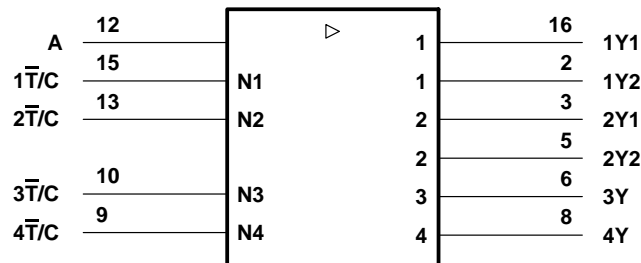 12 16
A 1 1Y1
15 2
1T̅/C N1 1 1Y2
13 3
2T̅/C N2 2 2Y1
5
2 2Y2
10 6
3T̅/C N3 3 3Y
9 8
4T̅/C N4 4 4Y